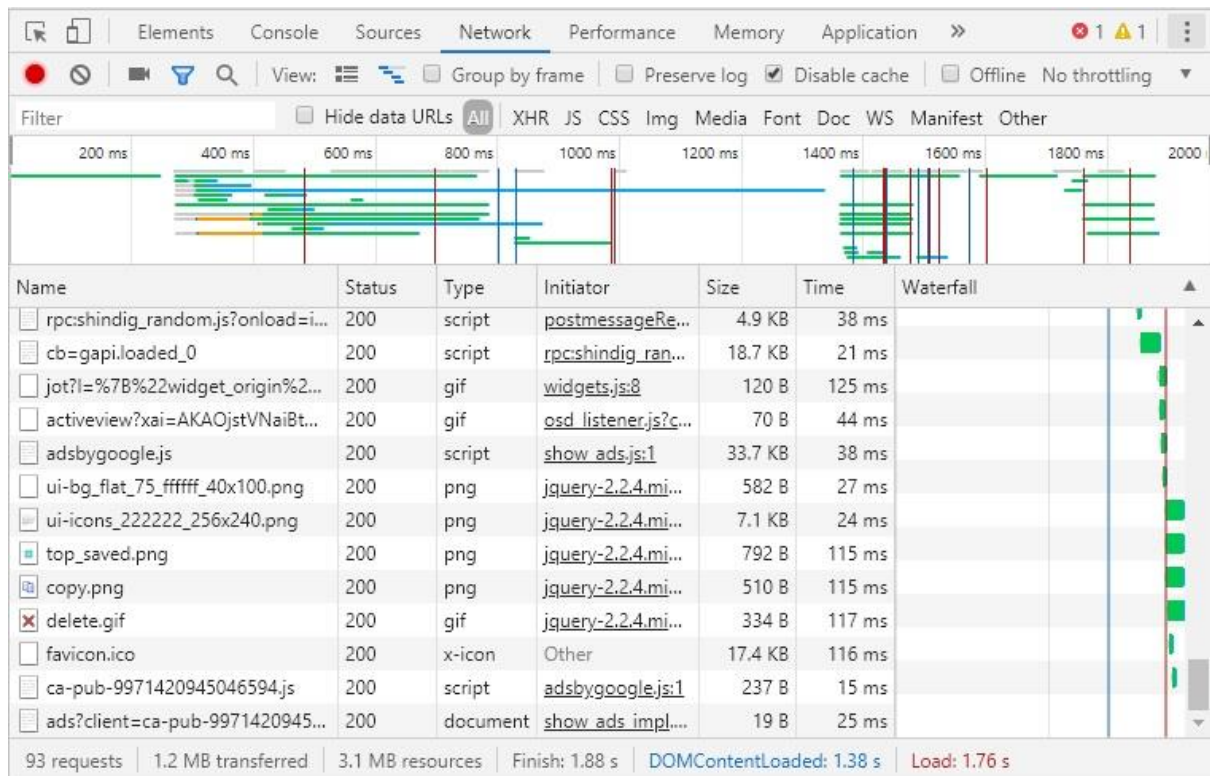 Elements Console Sources Network Performance Memory Application » 1 1
View: Group by frame Preserve log Disable cache Offline No throttling
Filter Hide data URLs All XHR JS CSS Img Media Font Doc WS Manifest Other
200 ms 400 ms 600 ms 800 ms 1000 ms 1200 ms 1400 ms 1600 ms 1800 ms 2000
Name Status Type Initiator Size Time Waterfall
rpc:shindig_random.js?onload=i... 200 script postmessageRe... 4.9 KB 38 ms
cb=gapi.loaded_0 200 script rpc:shindig_ran... 18.7 KB 21 ms
jot?l=%7B%22widget_origin%2... 200 gif widgets.js:8 120 B 125 ms
activeview?xai=AKAOjstVNaiBt... 200 gif osd_listener.js?c... 70 B 44 ms
adsbygoogle.js 200 script show_ads.js:1 33.7 KB 38 ms
ui-bg_flat_75_ffffff_40x100.png 200 png jquery-2.2.4.mi... 582 B 27 ms
ui-icons_222222_256x240.png 200 png jquery-2.2.4.mi... 7.1 KB 24 ms
top_saved.png 200 png jquery-2.2.4.mi... 792 B 115 ms
copy.png 200 png jquery-2.2.4.mi... 510 B 115 ms
delete.gif 200 gif jquery-2.2.4.mi... 334 B 117 ms
favicon.ico 200 x-icon Other 17.4 KB 116 ms
ca-pub-9971420945046594.js 200 script adsbygoogle.js:1 237 B 15 ms
ads?client=ca-pub-9971420945... 200 document show_ads_impl.... 19 B 25 ms
93 requests 1.2 MB transferred 3.1 MB resources Finish: 1.88 s DOMContentLoaded: 1.38 s Load: 1.76 s